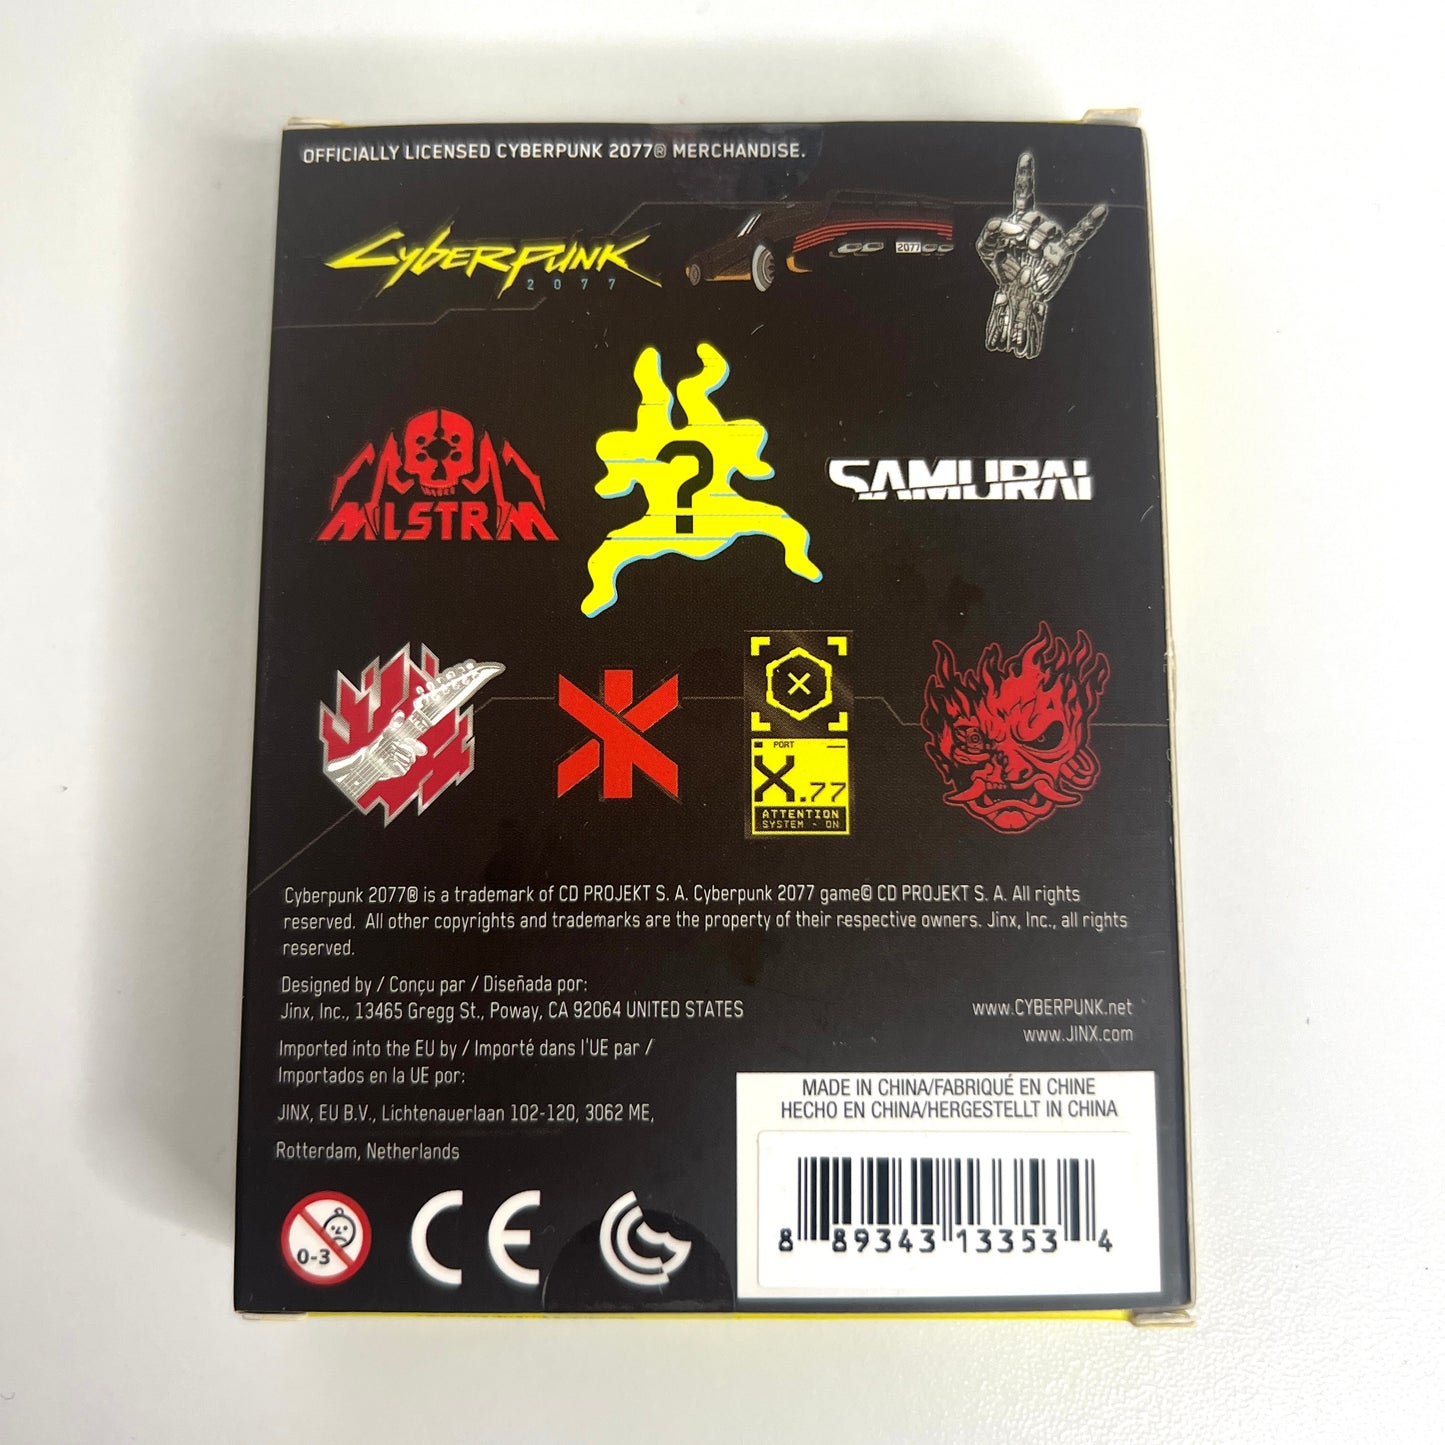 OFFICIALLY LICENSED CYBERPUNK 2077® MERCHANDISE.
CYBERPUNK
2077
2077
MLSTRM
?
SAMURAI
X
PORT
X.77
ATTENTION
SYSTEM - ON
Cyberpunk 2077® is a trademark of CD PROJEKT S. A. Cyberpunk 2077 game© CD PROJEKT S. A. All rights
reserved. All other copyrights and trademarks are the property of their respective owners. Jinx, Inc., all rights
reserved.
Designed by / Conçu par / Diseñada por:
Jinx, Inc., 13465 Gregg St., Poway, CA 92064 UNITED STATES
www.CYBERPUNK.net
www.JINX.com
Imported into the EU by / Importé dans l'UE par /
Importados en la UE por:
JINX, EU B.V., Lichtenauerlaan 102-120, 3062 ME,
Rotterdam, Netherlands
MADE IN CHINA/FABRIQUÉ EN CHINE
HECHO EN CHINA/HERGESTELLT IN CHINA
0-3
CE
8 89343 13353 4